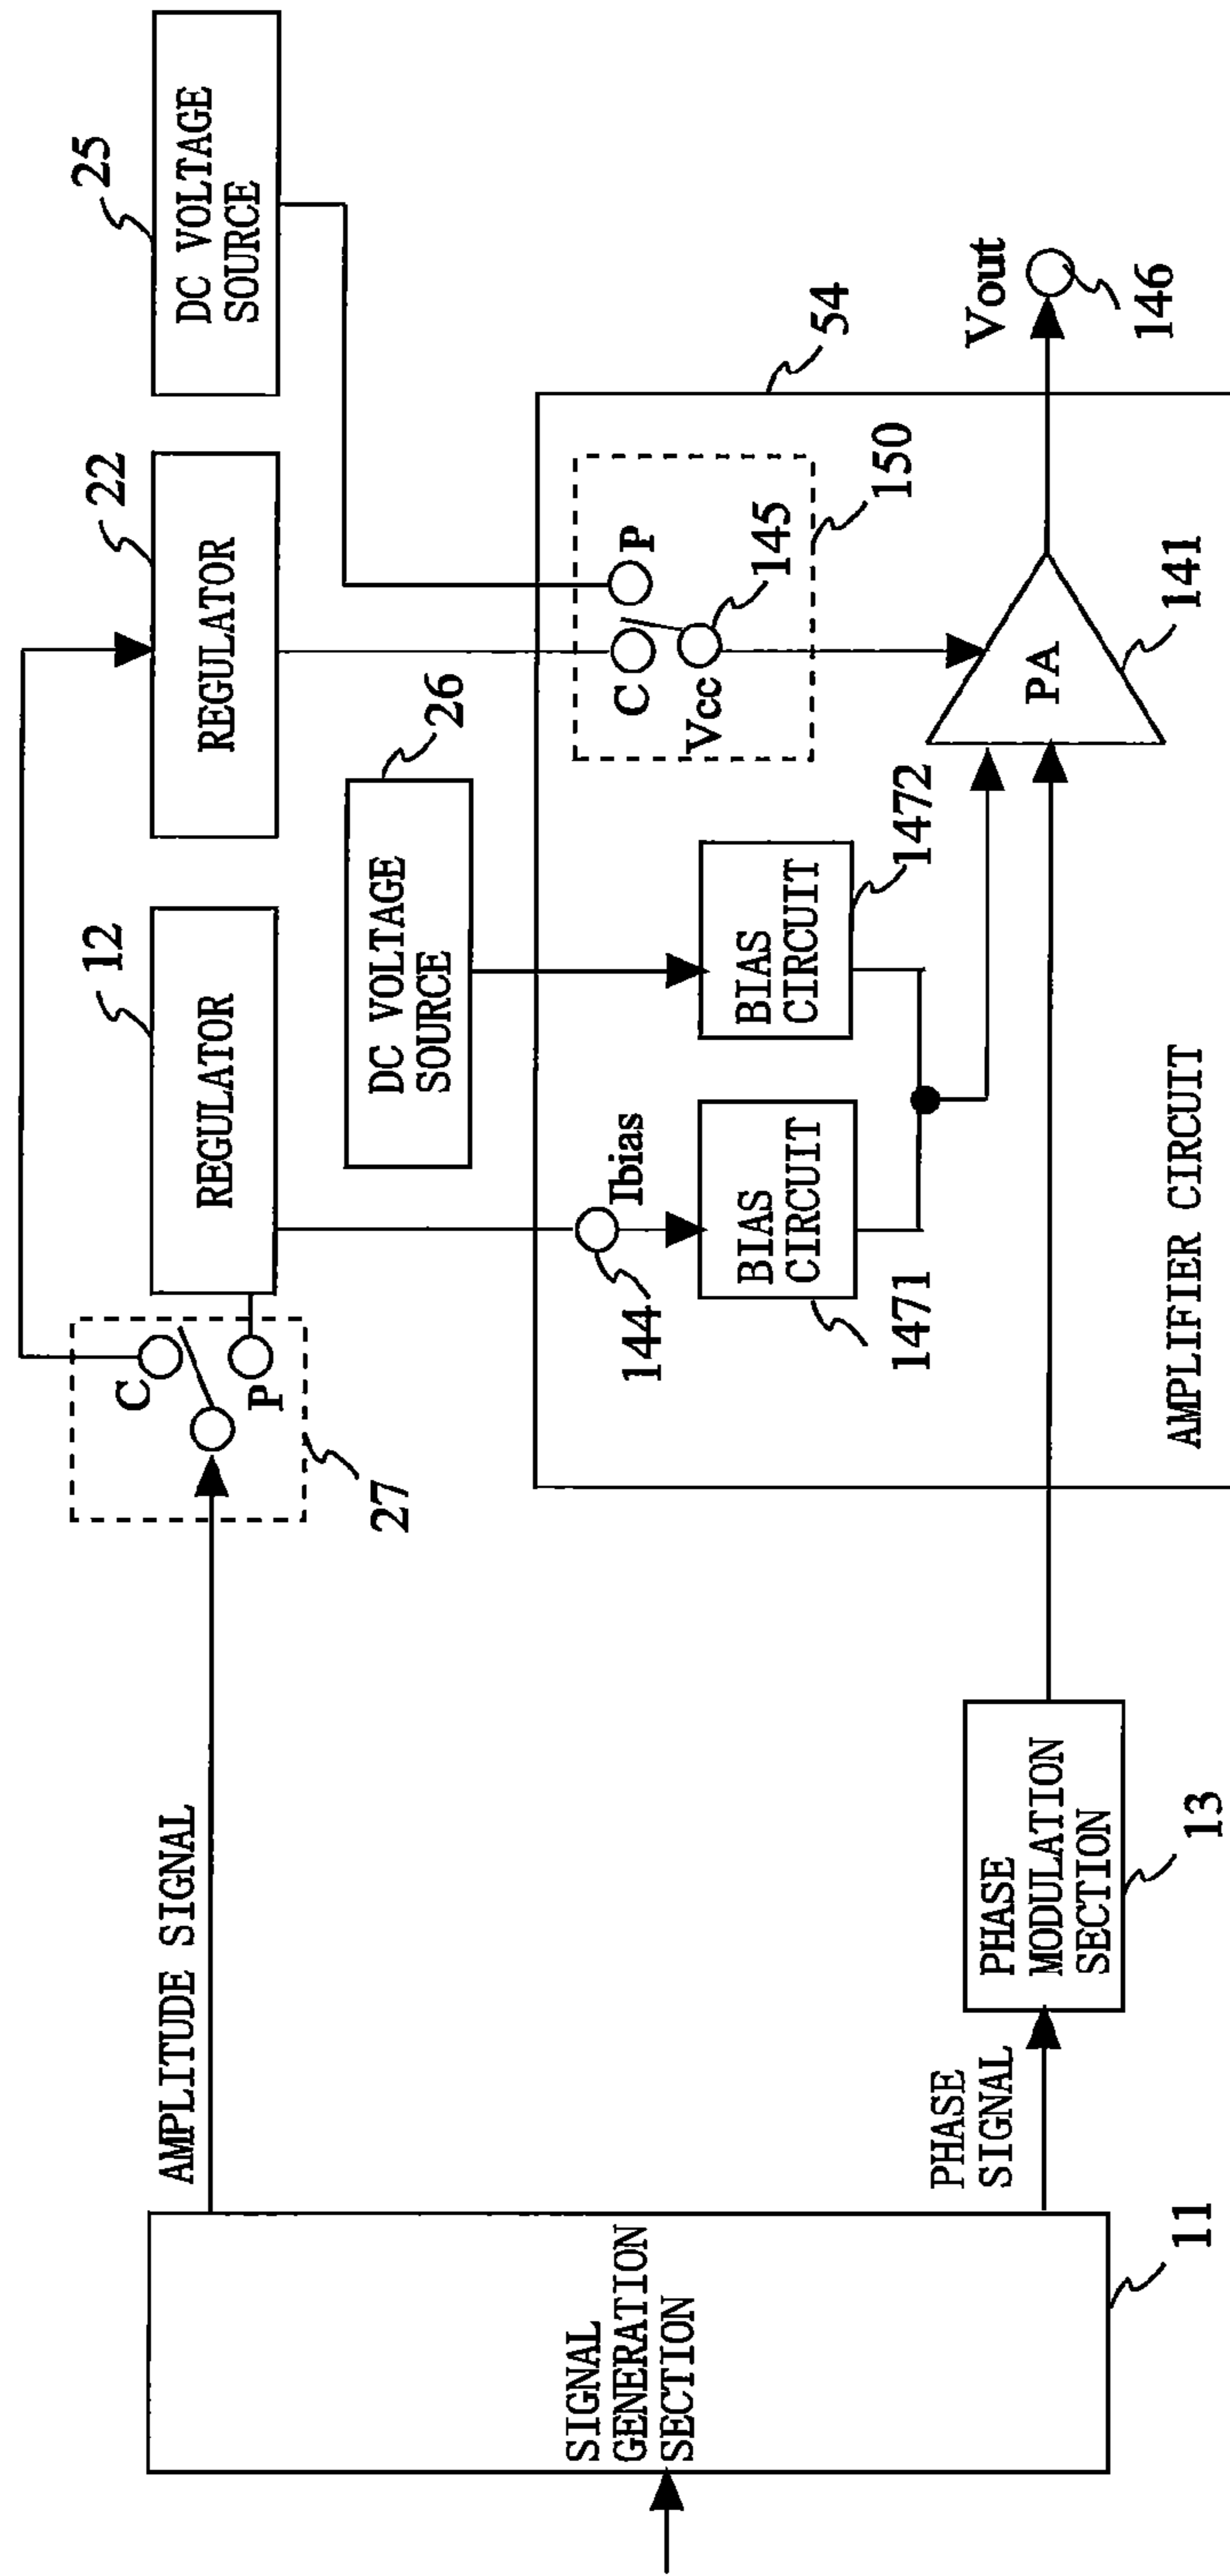 25
DC VOLTAGE
SOURCE
22
REGULATOR
12
REGULATOR
26
DC VOLTAGE
SOURCE
C
P
27
AMPLITUDE SIGNAL
SIGNAL
GENERATION
SECTION
11
PHASE
SIGNAL
PHASE
MODULATION
SECTION
13
54
144
Ibias
BIAS
CIRCUIT
1471
BIAS
CIRCUIT
1472
C
P
Vcc
145
150
PA
141
Vout
146
AMPLIFIER CIRCUIT